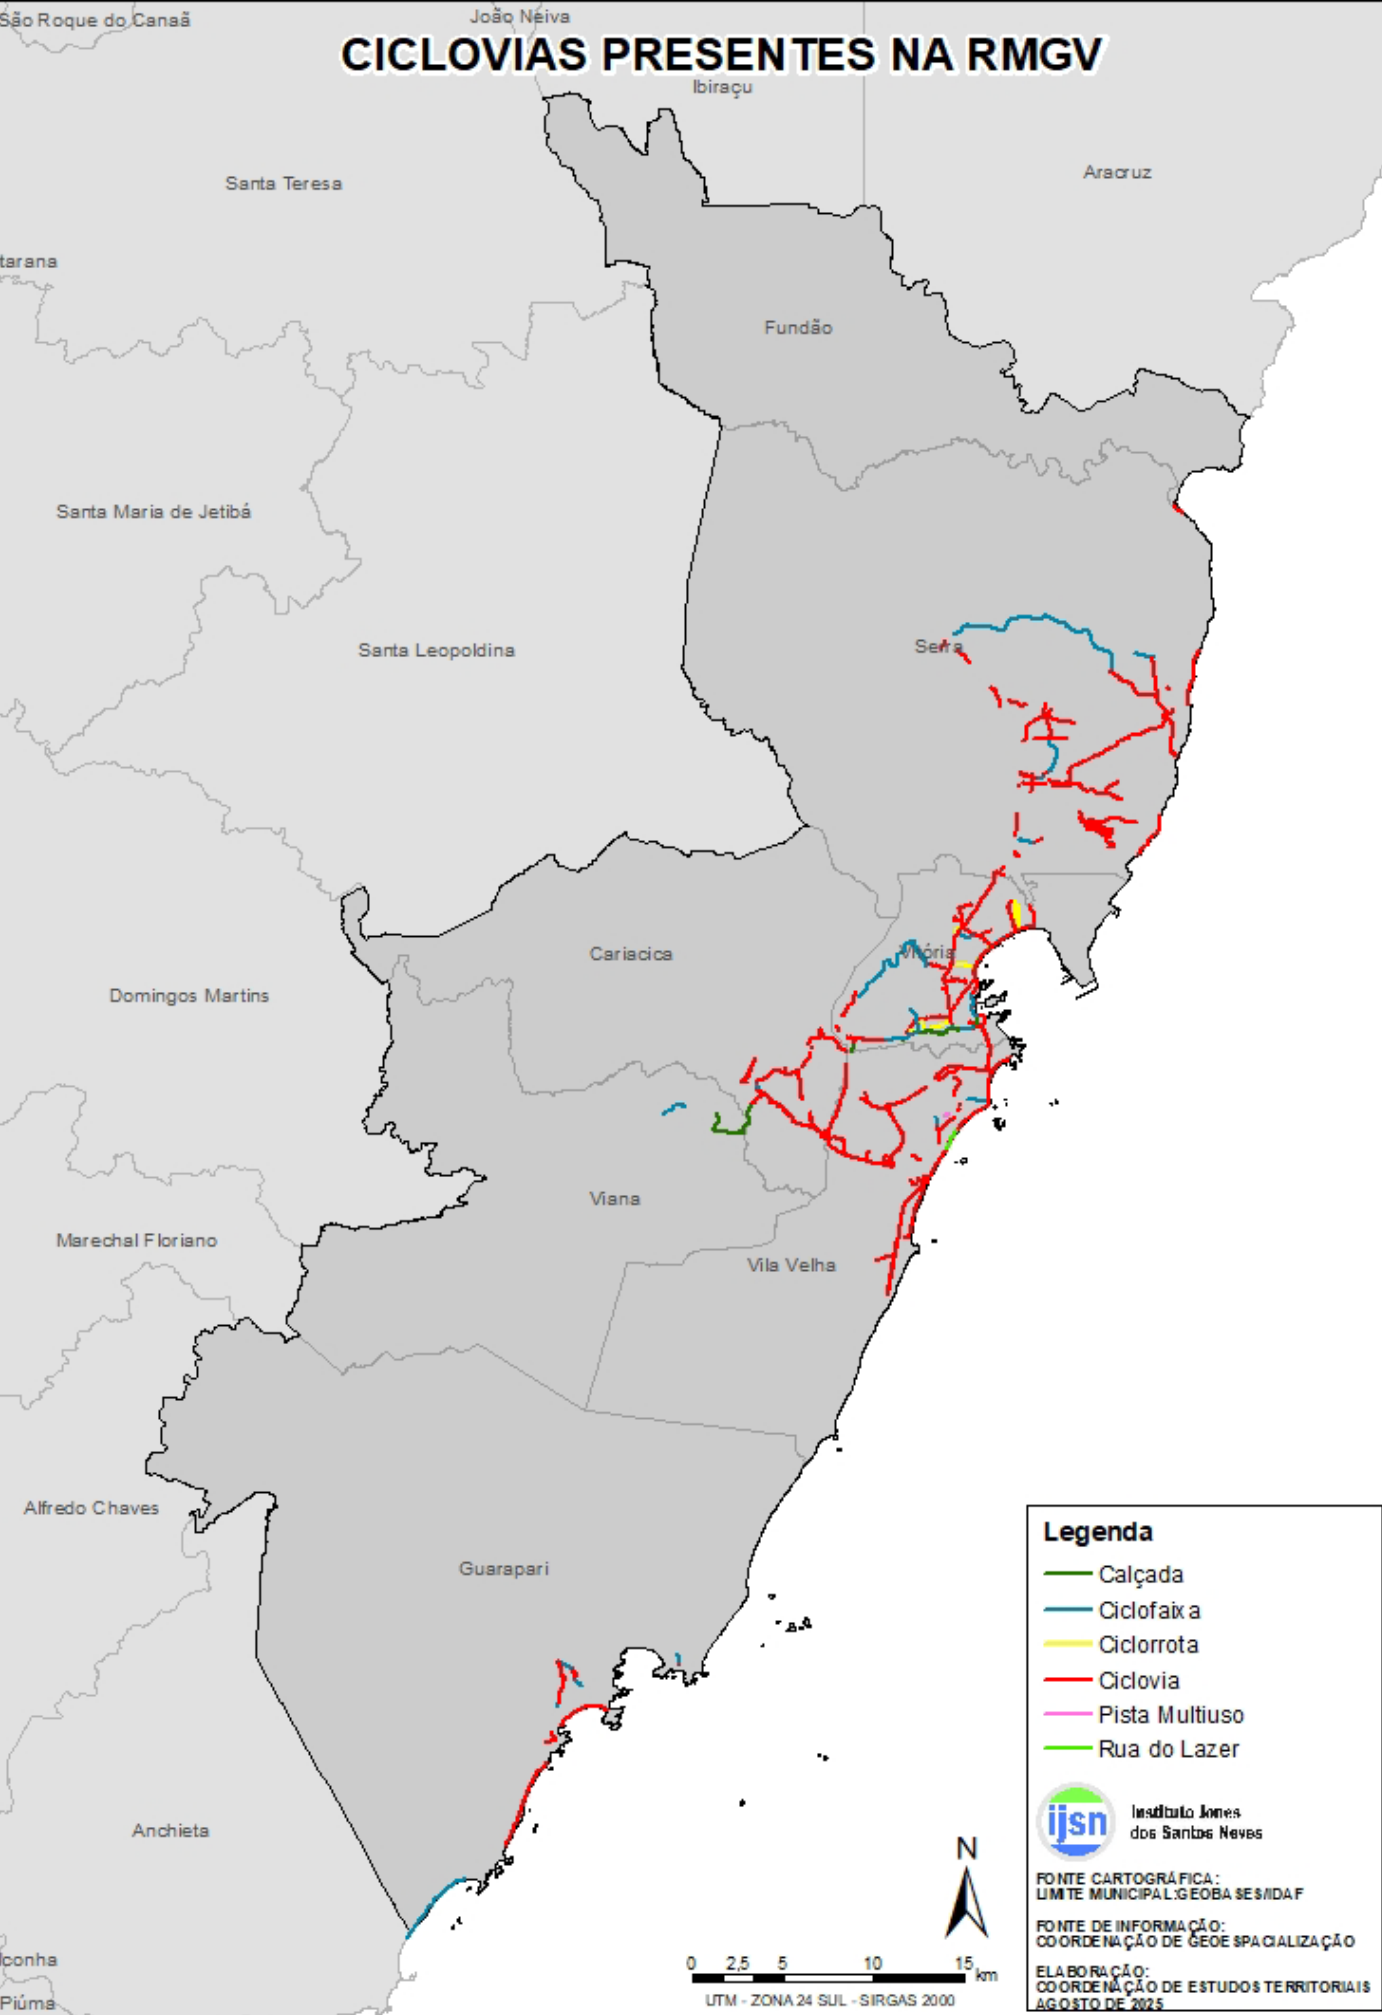 São Roque do Canaã
João Neiva
CICLOVIAS PRESENTES NA RMGV
Ibiraçu
Aracruz
Santa Teresa
tarana
Fundão
Santa Maria de Jetibá
Serra
Santa Leopoldina
Cariacica
Vitória
Domingos Martins
Viana
Marechal Floriano
Vila Velha
Alfredo Chaves
Guarapari
Anchieta
Iconha
Piúma
Legenda
Calçada
Ciclofaixa
Ciclorrota
Ciclovia
Pista Multiuso
Rua do Lazer
ijsn
Instituto Jones
dos Santos Neves
FONTE CARTOGRÁFICA:
LIMITE MUNICIPAL:GEOBASES/IDAF
FONTE DE INFORMAÇÃO:
COORDENAÇÃO DE GEOESPACIALIZAÇÃO
ELABORAÇÃO:
COORDENAÇÃO DE ESTUDOS TERRITORIAIS
AGOSTO DE 2025
N
0 2,5 5 10 15 km
UTM - ZONA 24 SUL - SIRGAS 2000